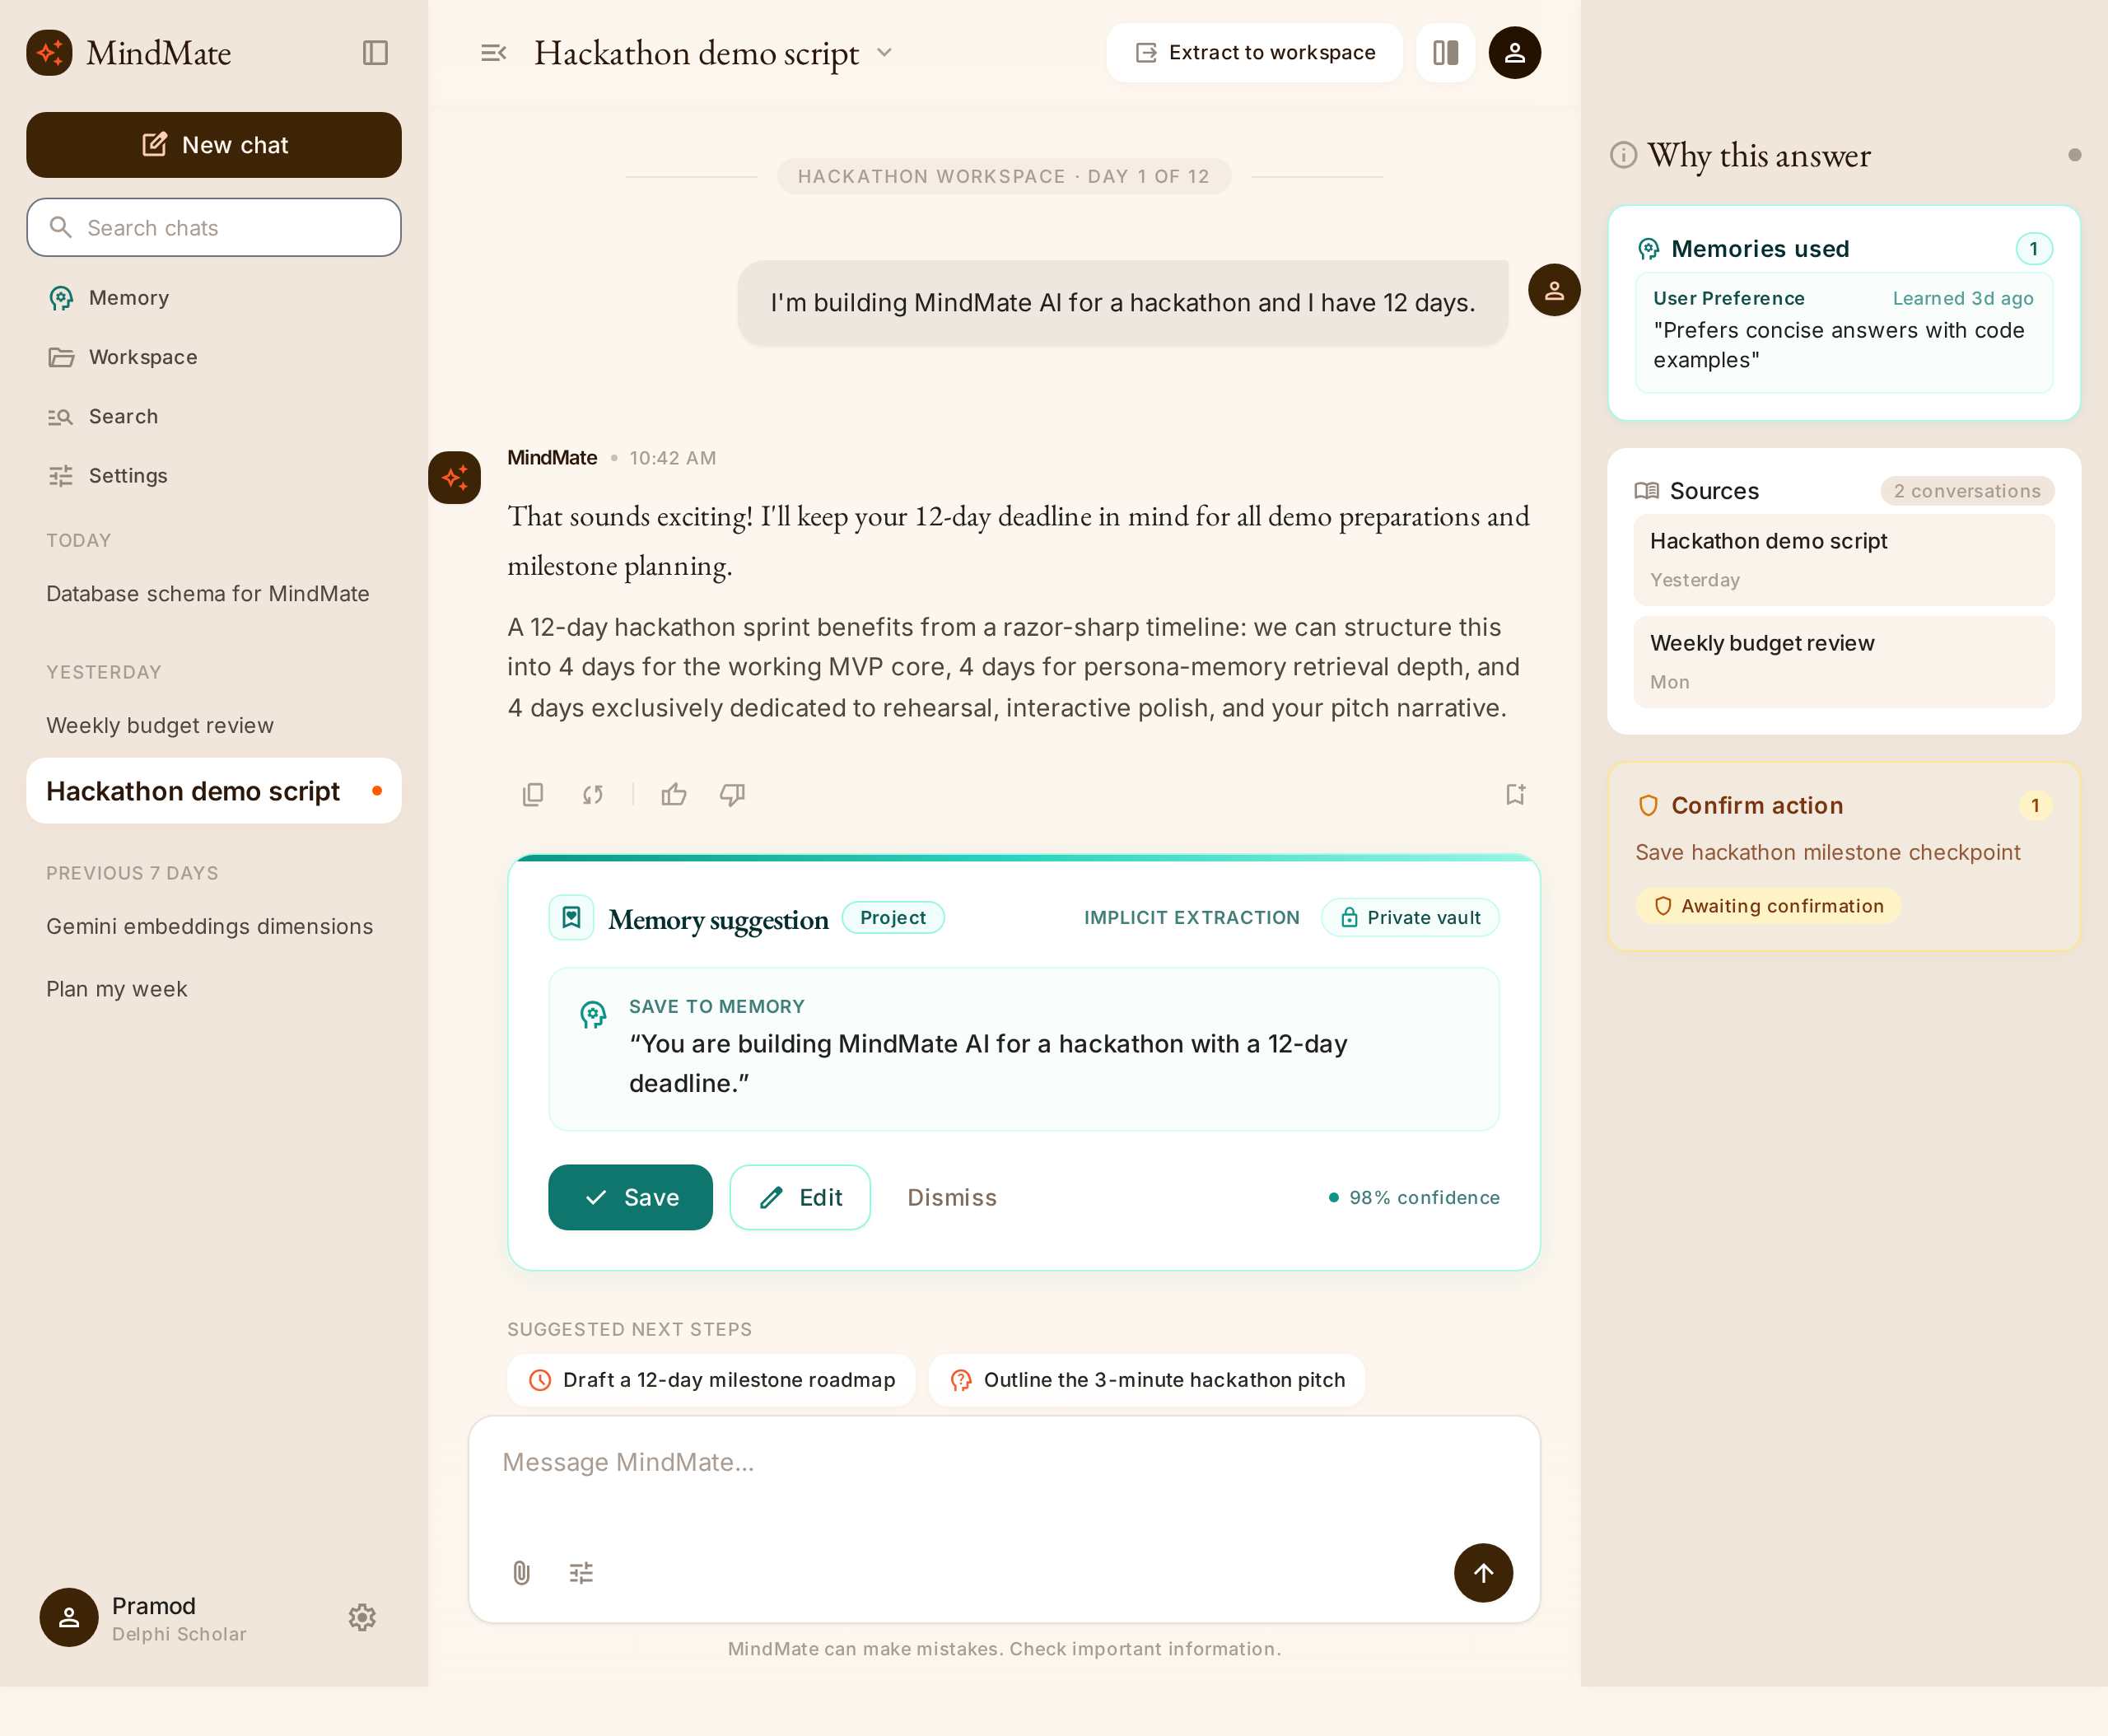 MindMate
New chat
Search chats
Memory
Workspace
Search
Settings
TODAY
Database schema for MindMate
YESTERDAY
Weekly budget review
Hackathon demo script
PREVIOUS 7 DAYS
Gemini embeddings dimensions
Plan my week
Pramod
Delphi Scholar
Hackathon demo script
Extract to workspace
HACKATHON WORKSPACE · DAY 1 OF 12
I'm building MindMate AI for a hackathon and I have 12 days.
MindMate • 10:42 AM
That sounds exciting! I'll keep your 12-day deadline in mind for all demo preparations and
milestone planning.
A 12-day hackathon sprint benefits from a razor-sharp timeline: we can structure this
into 4 days for the working MVP core, 4 days for persona-memory retrieval depth, and
4 days exclusively dedicated to rehearsal, interactive polish, and your pitch narrative.
Memory suggestion Project IMPLICIT EXTRACTION Private vault
SAVE TO MEMORY
“You are building MindMate AI for a hackathon with a 12-day
deadline.”
Save Edit Dismiss 98% confidence
SUGGESTED NEXT STEPS
Draft a 12-day milestone roadmap Outline the 3-minute hackathon pitch
Message MindMate...
MindMate can make mistakes. Check important information.
Why this answer
Memories used 1
User Preference Learned 3d ago
"Prefers concise answers with code
examples"
Sources 2 conversations
Hackathon demo script
Yesterday
Weekly budget review
Mon
Confirm action 1
Save hackathon milestone checkpoint
Awaiting confirmation